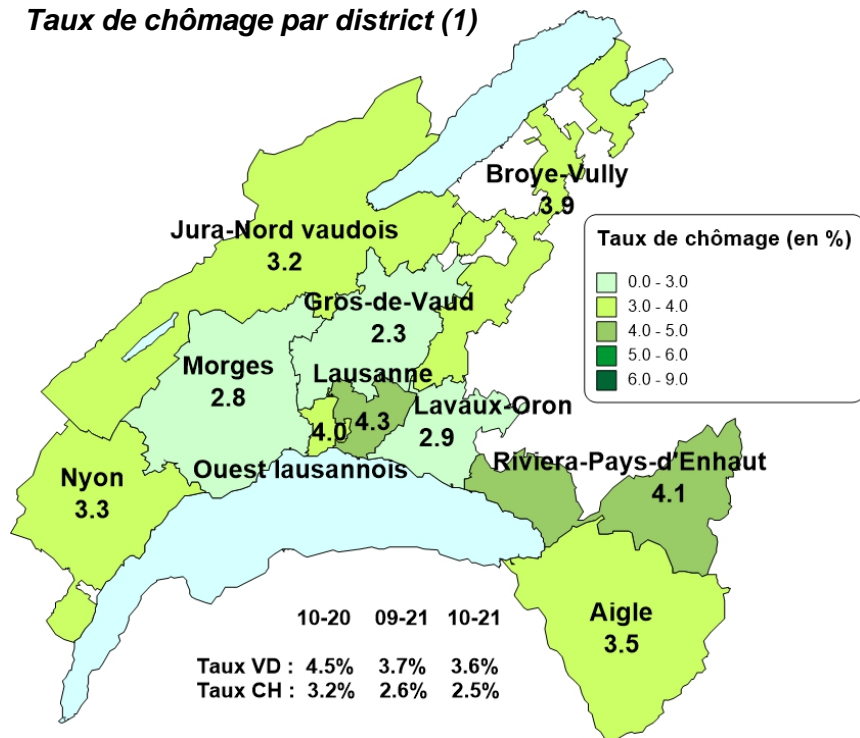 Taux de chômage par district (1)
Broye-Vully
3.9
Jura-Nord vaudois
3.2
Taux de chômage (en %)
0.0 - 3.0
3.0 - 4.0
4.0 - 5.0
5.0 - 6.0
6.0 - 9.0
Gros-de-Vaud
2.3
Morges
2.8
Lausanne
4.3
4.0
Lavaux-Oron
2.9
Ouest lausannois
Riviera-Pays-d'Enhaut
4.1
Nyon
3.3
Aigle
3.5
10-20 09-21 10-21
Taux VD : 4.5% 3.7% 3.6%
Taux CH : 3.2% 2.6% 2.5%